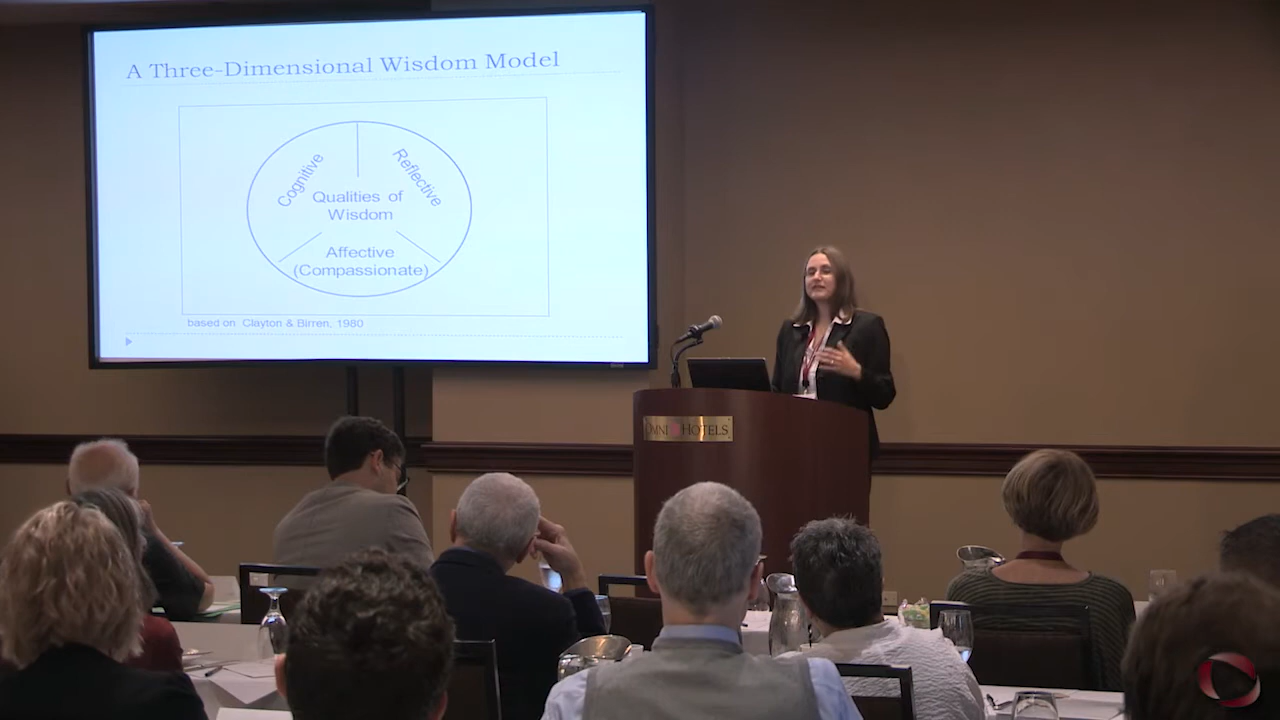 A Three-Dimensional Wisdom Model
Cognitive
Reflective
Qualities of
Wisdom
Affective
(Compassionate)
based on Clayton & Birren, 1980
OMNI HOTELS